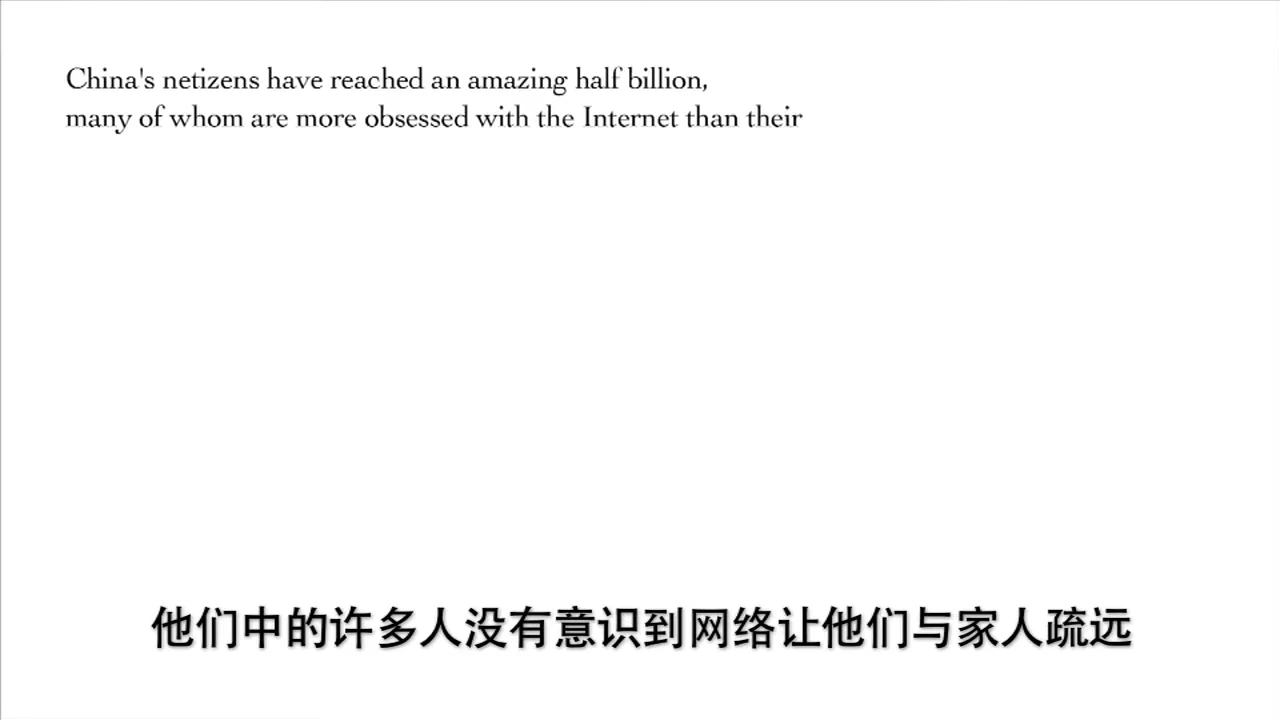 China's netizens have reached an amazing half billion,
many of whom are more obsessed with the Internet than their
他们中的许多人没有意识到网络让他们与家人疏远